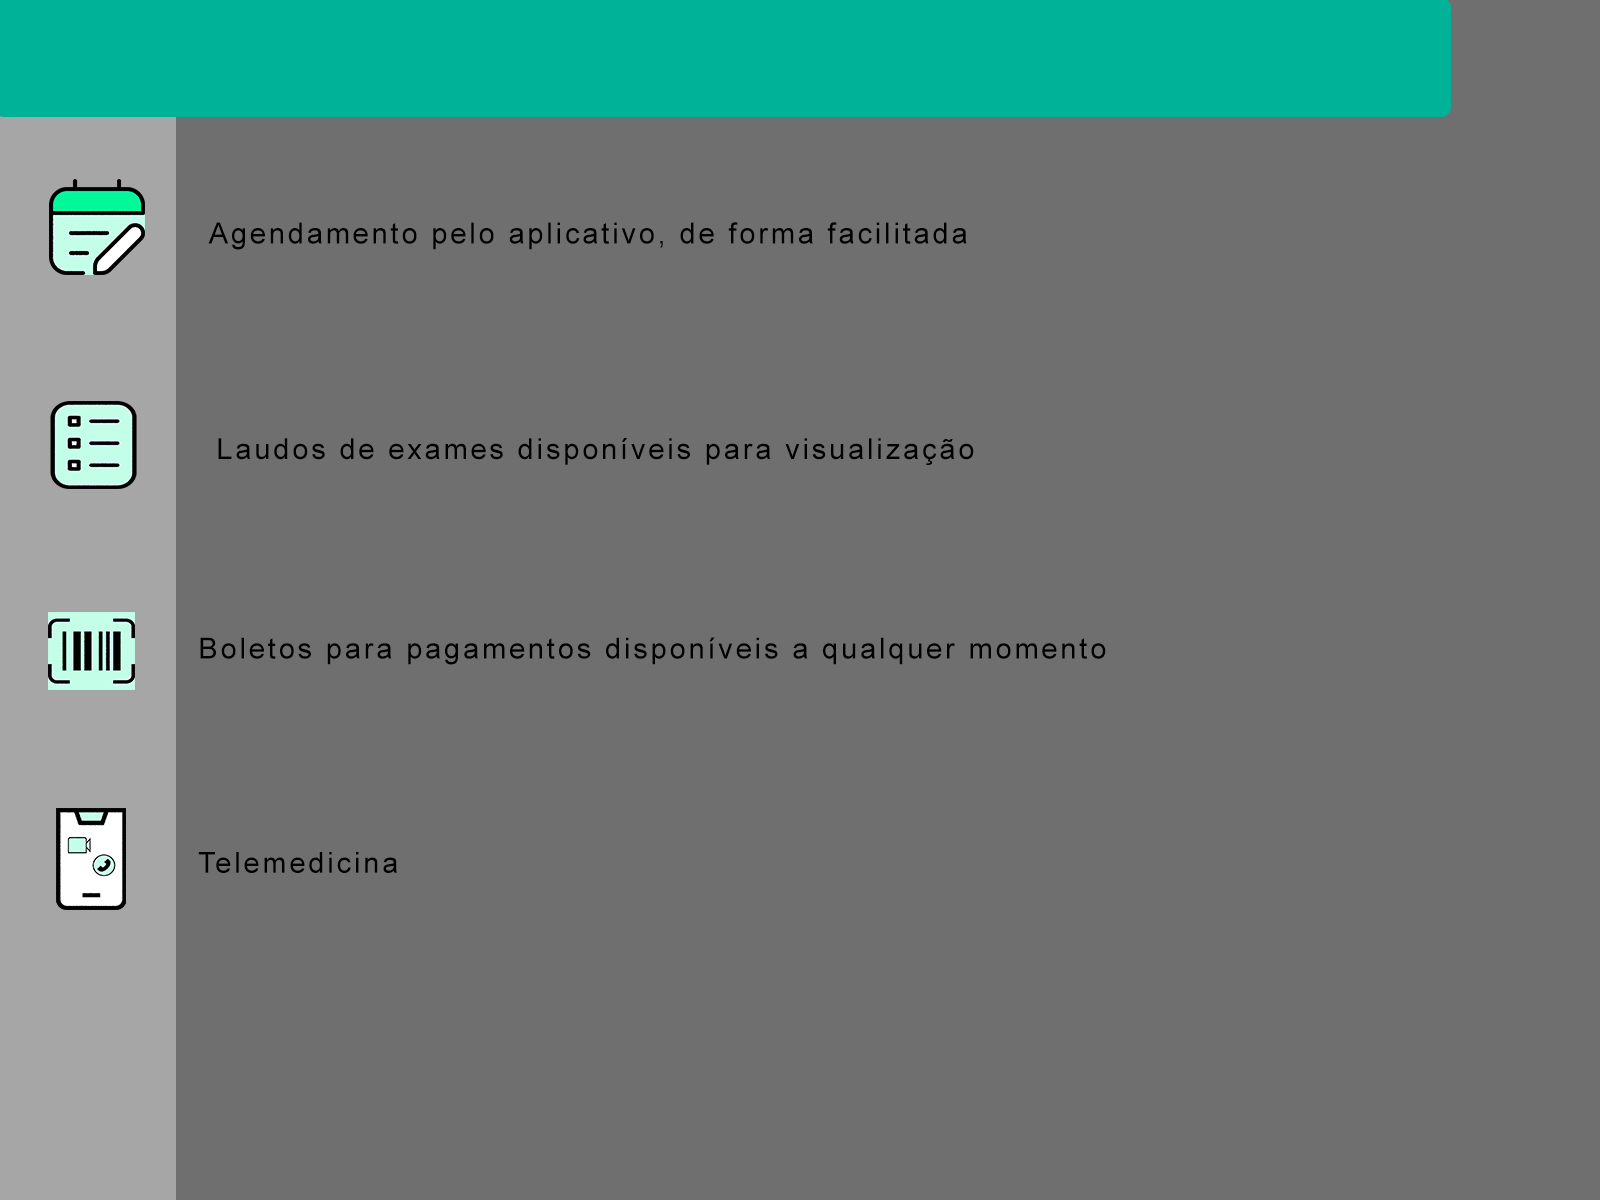 Agendamento pelo aplicativo, de forma facilitada
Laudos de exames disponíveis para visualização
Boletos para pagamentos disponíveis a qualquer momento
Telemedicina